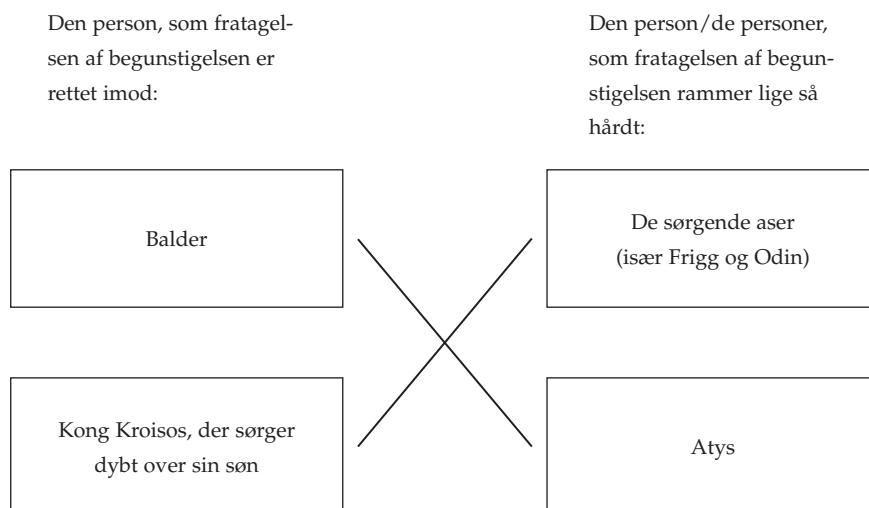 Den person, som fratagel-
sen af begunstigelsen er
rettet imod:
Den person/de personer,
som fratagelsen af begun-
stigelsen rammer lige så
hårdt:
Balder
De sørgende aser
(især Frigg og Odin)
Kong Kroisos, der sørger
dybt over sin søn
Atys